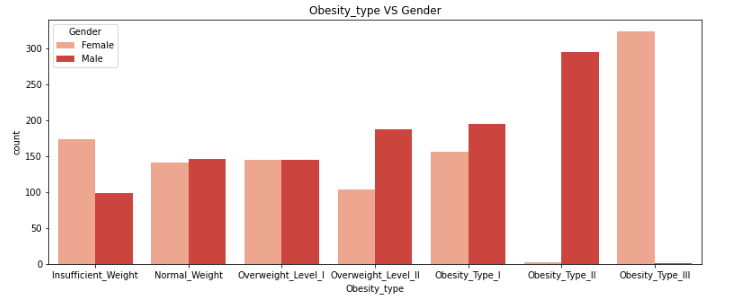 Obesity_type VS Gender
Gender
Female
Male
300
250
200
150
100
50
0
count
Insufficient_Weight Normal_Weight Overweight_Level_I Overweight_Level_II Obesity_Type_I Obesity_Type_II Obesity_Type_III
Obesity_type